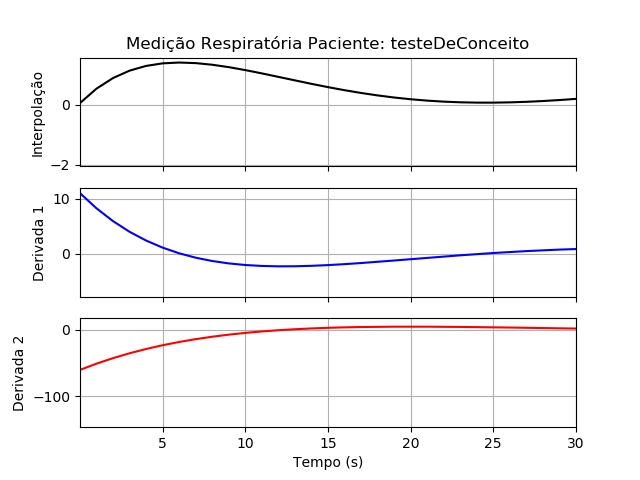 Medição Respiratória Paciente: testeDeConceito
Interpolação
0
−2
Derivada 1
10
0
Derivada 2
0
−100
5 10 15 20 25 30
Tempo (s)